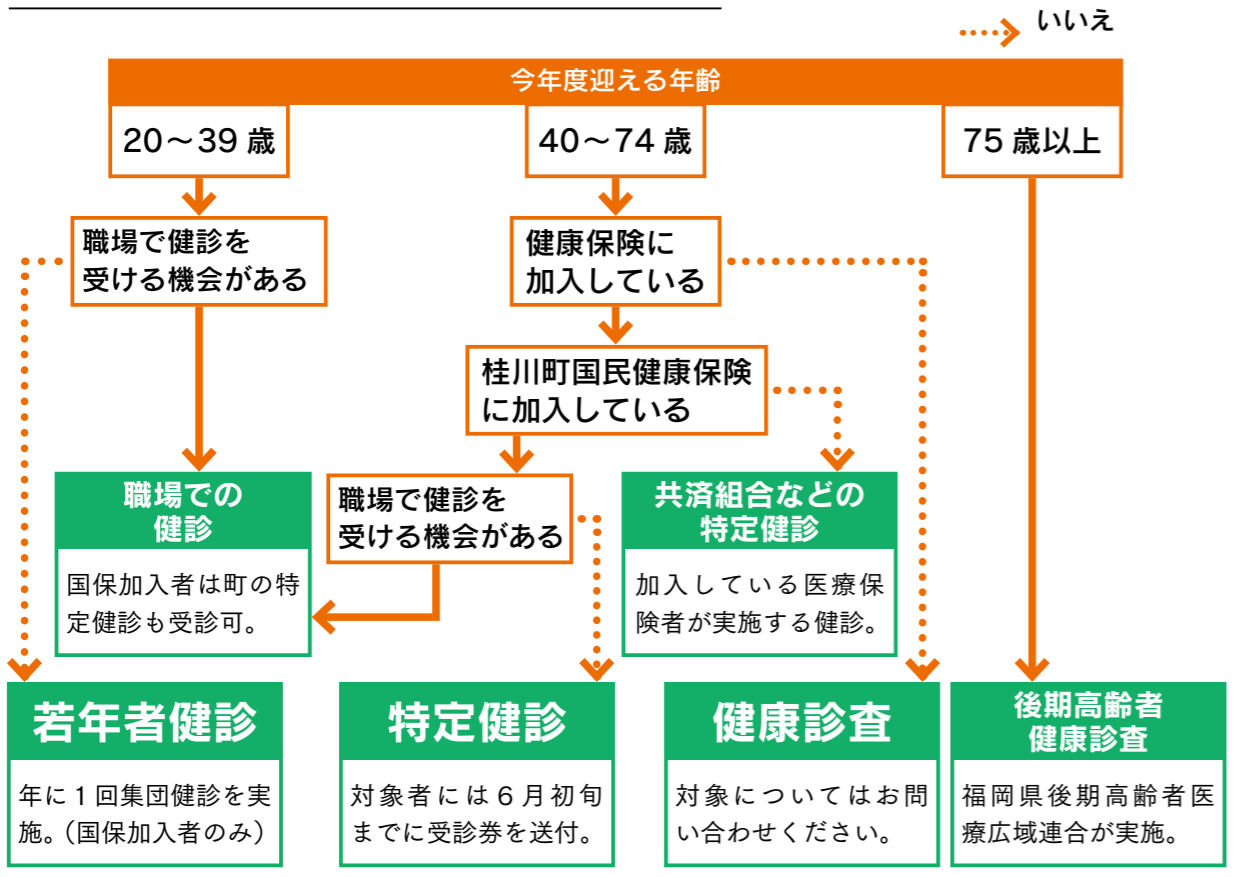 いいえ
今年度迎える年齢
20〜39 歳
40〜74 歳
75 歳以上
職場で健診を
受ける機会がある
健康保険に
加入している
桂川町国民健康保険
に加入している
職場での
健診
国保加入者は町の特
定健診も受診可。
職場で健診を
受ける機会がある
共済組合などの
特定健診
加入している医療保
険者が実施する健診。
若年者健診
年に1回集団健診を実
施。（国保加入者のみ）
特定健診
対象者には6月初旬
までに受診券を送付。
健康診査
対象についてはお問
い合わせください。
後期高齢者
健康診査
福岡県後期高齢者医
療広域連合が実施。